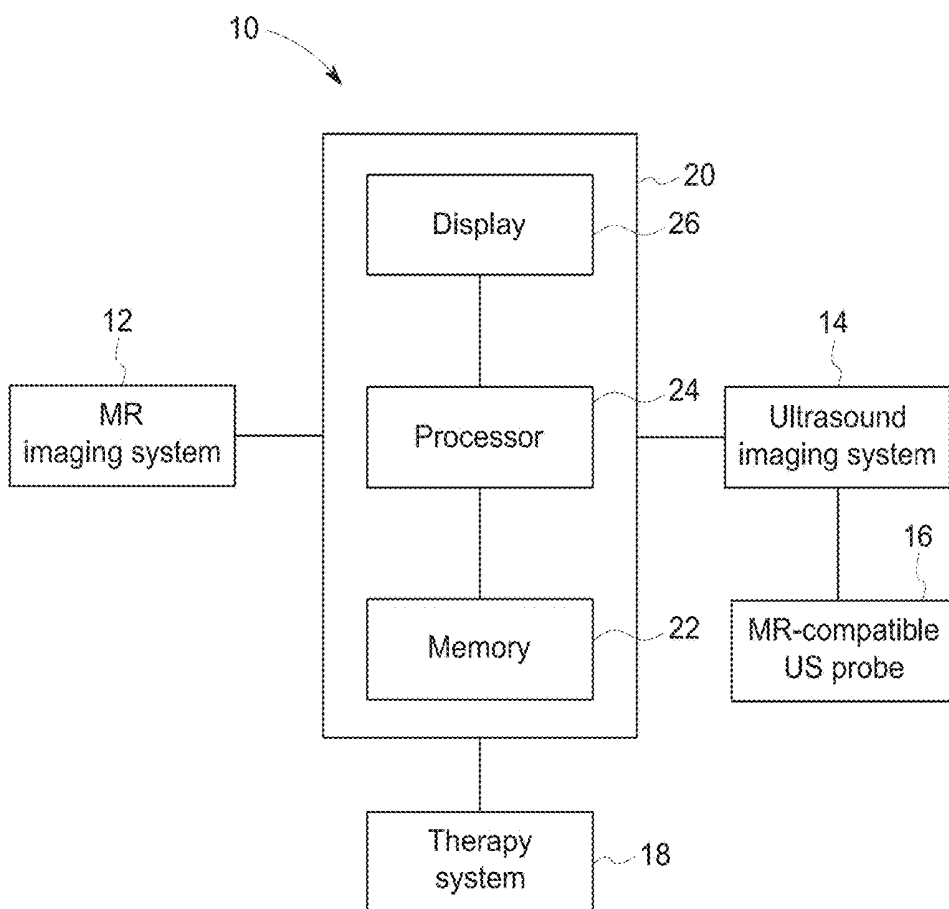 10
20
Display
26
12
14
MR
imaging system
24
Processor
Ultrasound
imaging system
16
Memory
22
MR-compatible
US probe
Therapy
system
18